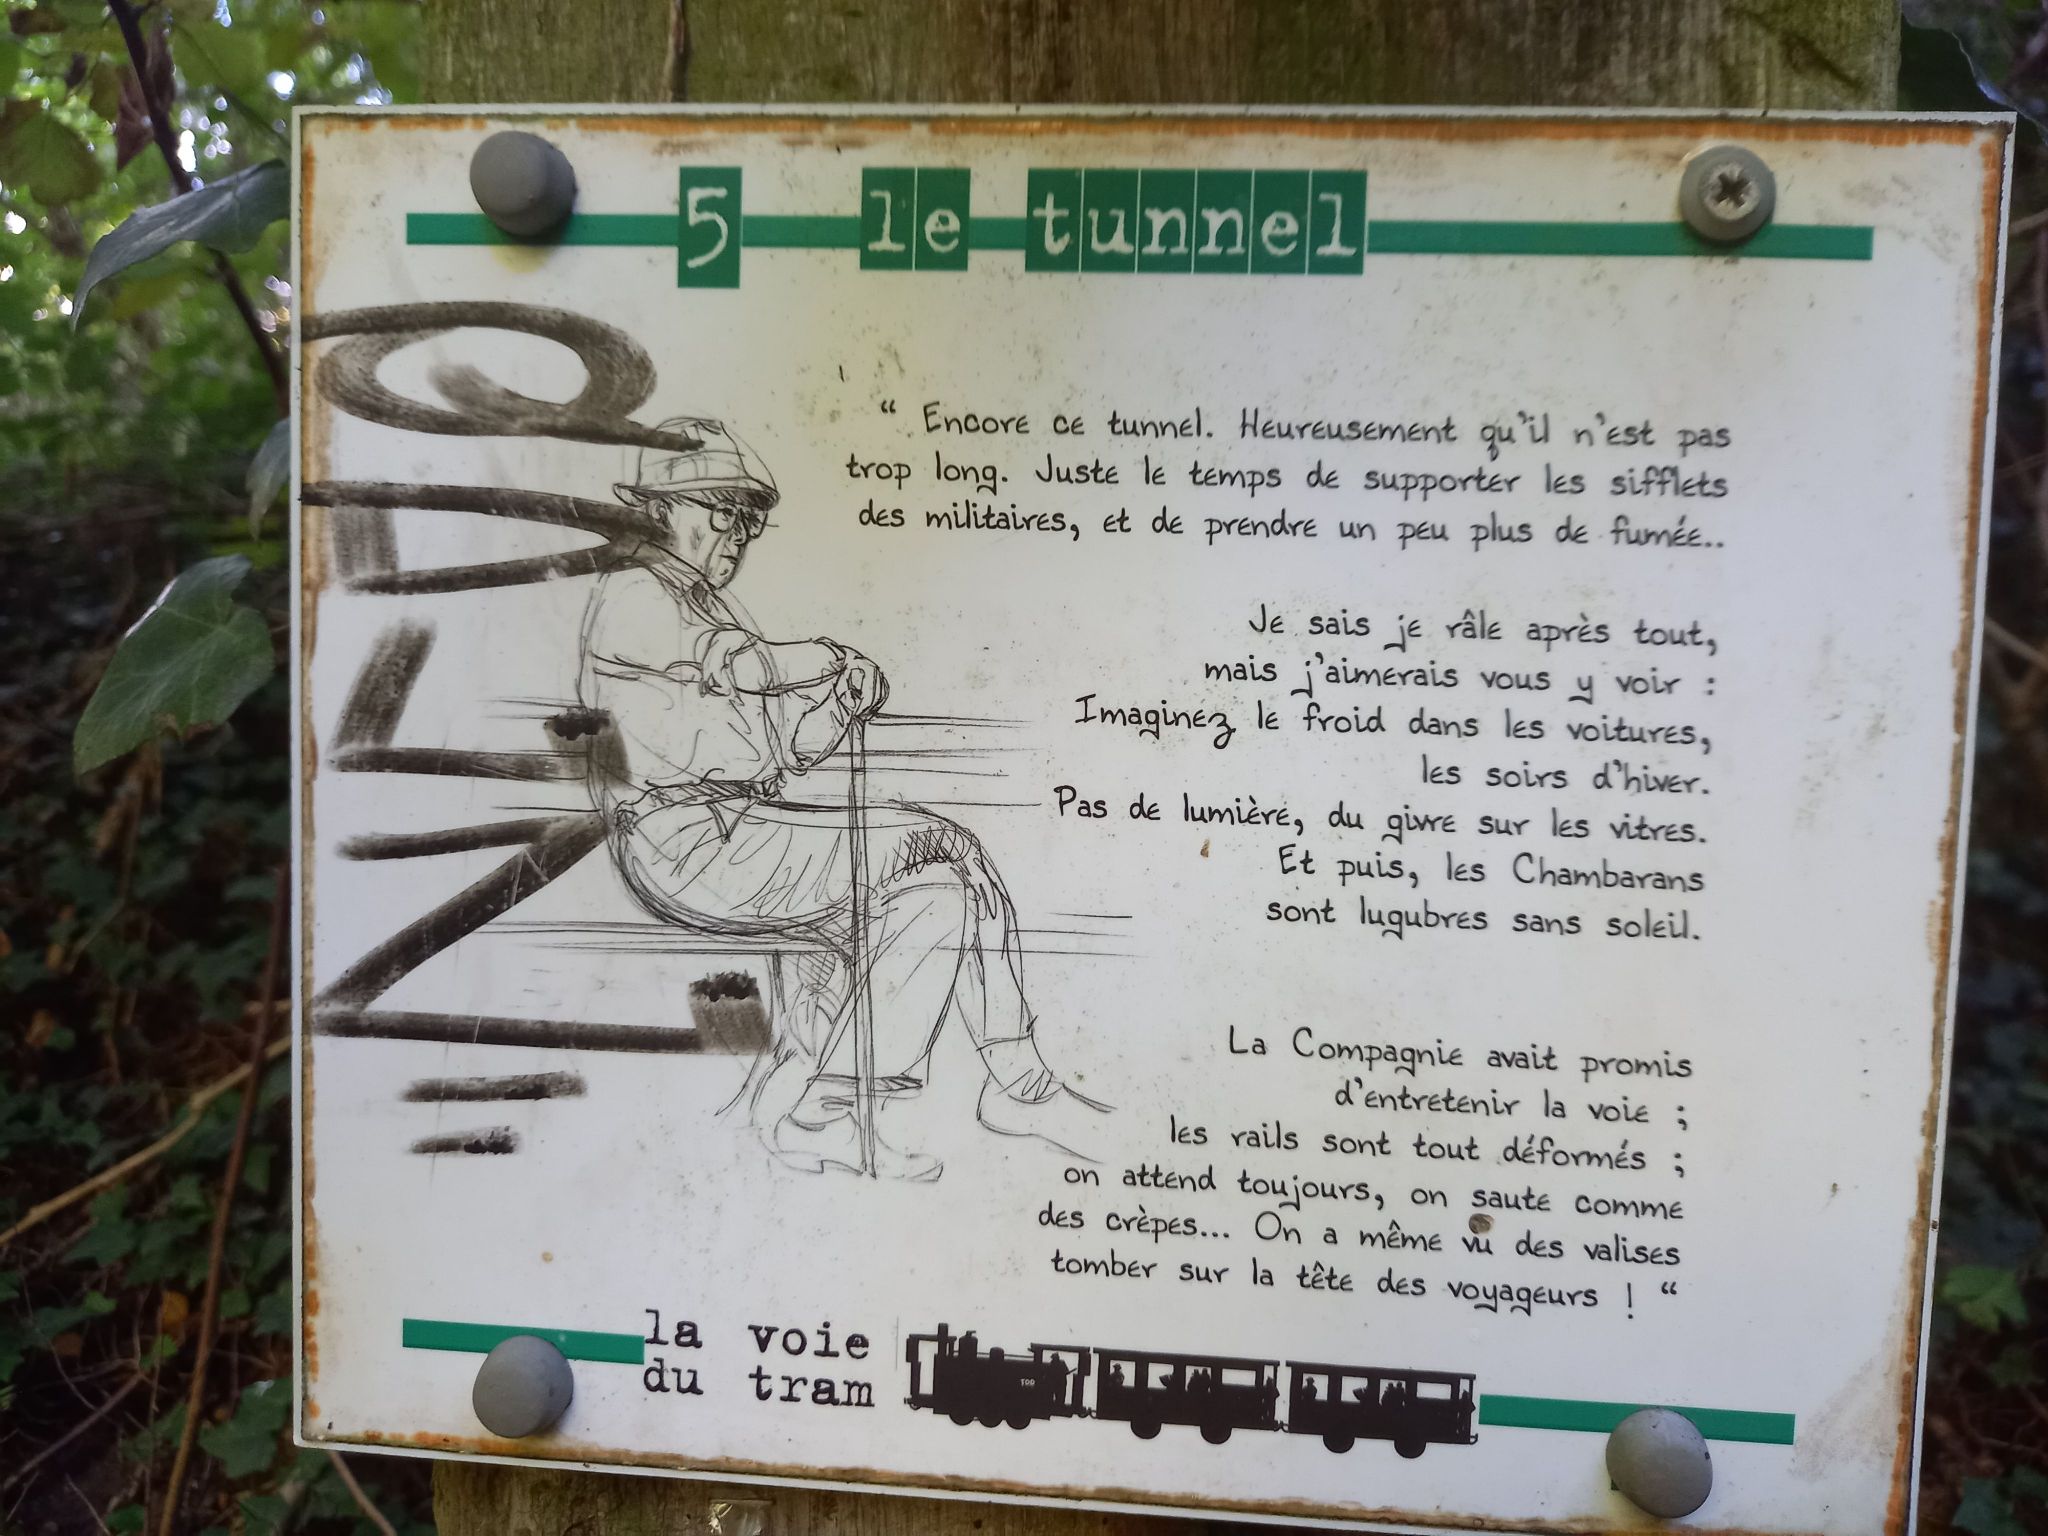 5 le tunnel
“ Encore ce tunnel. Heureusement qu'il n'est pas
trop long. Juste le temps de supporter les sifflets
des militaires, et de prendre un peu plus de fumée..
Je sais je râle après tout,
mais j'aimerais vous y voir :
Imaginez le froid dans les voitures,
les soirs d'hiver.
Pas de lumière, du givre sur les vitres.
Et puis, les Chambarans
sont lugubres sans soleil.
La Compagnie avait promis
d'entretenir la voie ;
les rails sont tout déformés ;
on attend toujours, on saute comme
des crèpes... On a même vu des valises
tomber sur la tête des voyageurs ! “
la voie
du tram